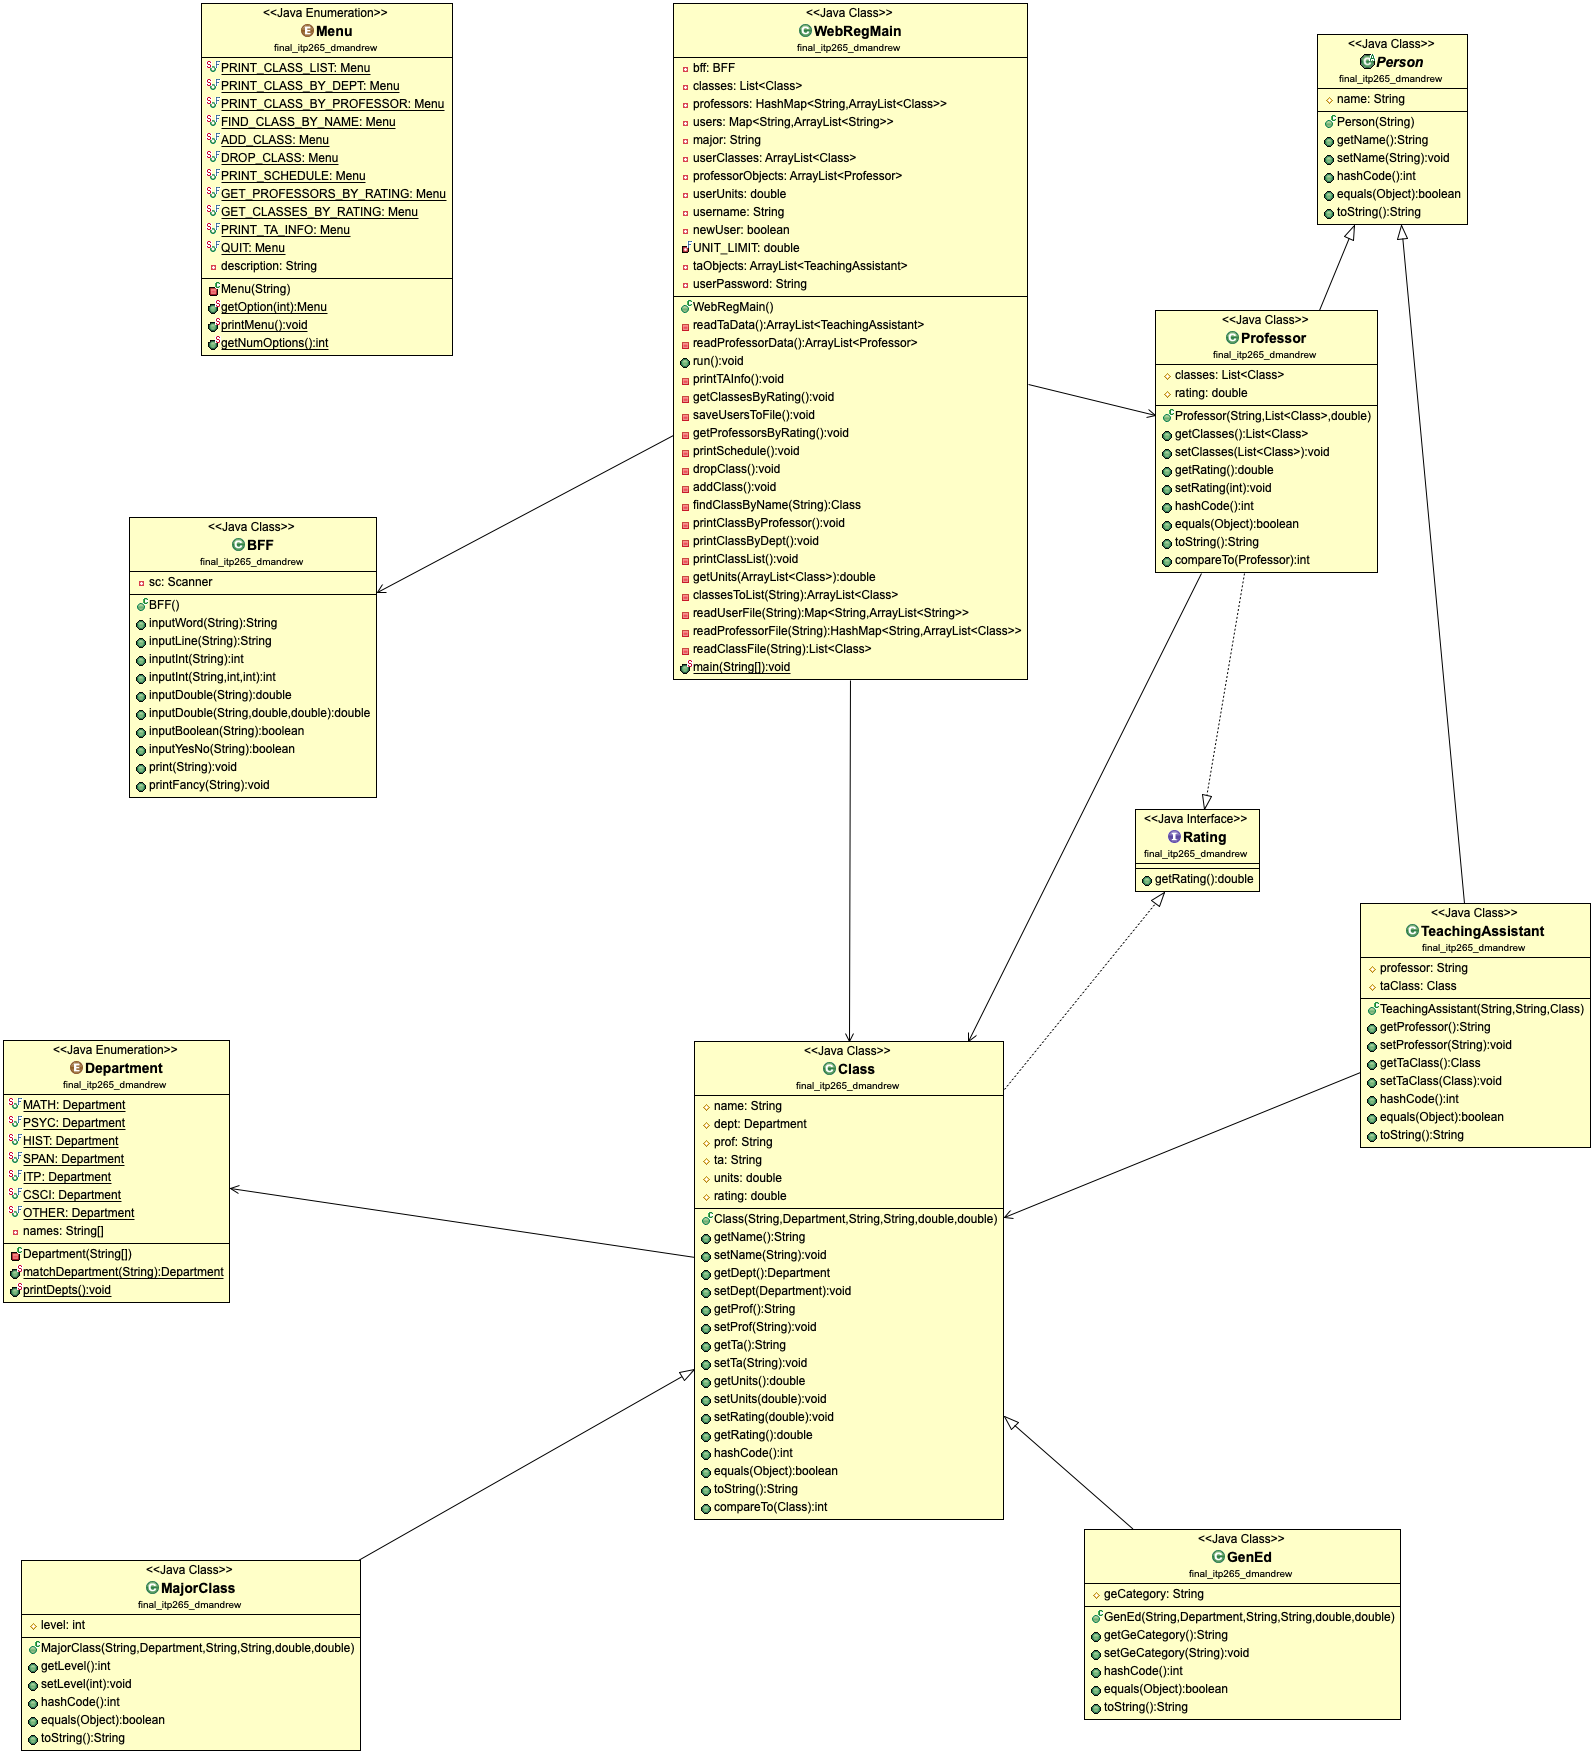 <<Java Enumeration>>
Menu
final_itp265_dmandrew
PRINT_CLASS_LIST: Menu
PRINT_CLASS_BY_DEPT: Menu
PRINT_CLASS_BY_PROFESSOR: Menu
FIND_CLASS_BY_NAME: Menu
ADD_CLASS: Menu
DROP_CLASS: Menu
PRINT_SCHEDULE: Menu
GET_PROFESSORS_BY_RATING: Menu
GET_CLASSES_BY_RATING: Menu
PRINT_TA_INFO: Menu
QUIT: Menu
description: String
Menu(String)
getOption(int):Menu
printMenu():void
getNumOptions():int
<<Java Class>>
WebRegMain
final_itp265_dmandrew
bff: BFF
classes: List<Class>
professors: HashMap<String,ArrayList<Class>>
users: Map<String,ArrayList<String>>
major: String
userClasses: ArrayList<Class>
professorObjects: ArrayList<Professor>
userUnits: double
username: String
newUser: boolean
UNIT_LIMIT: double
taObjects: ArrayList<TeachingAssistant>
userPassword: String
WebRegMain()
readTaData():ArrayList<TeachingAssistant>
readProfessorData():ArrayList<Professor>
run():void
printTAInfo():void
getClassesByRating():void
saveUsersToFile():void
getProfessorsByRating():void
printSchedule():void
dropClass():void
addClass():void
findClassByName(String):Class
printClassByProfessor():void
printClassByDept():void
printClassList():void
getUnits(ArrayList<Class>):double
classesToList(String):ArrayList<Class>
readUserFile(String):Map<String,ArrayList<String>>
readProfessorFile(String):HashMap<String,ArrayList<Class>>
readClassFile(String):List<Class>
main(String[]):void
<<Java Class>>
Person
final_itp265_dmandrew
name: String
Person(String)
getName():String
setName(String):void
hashCode():int
equals(Object):boolean
toString():String
<<Java Class>>
Professor
final_itp265_dmandrew
classes: List<Class>
rating: double
Professor(String,List<Class>,double)
getClasses():List<Class>
setClasses(List<Class>):void
getRating():double
setRating(int):void
hashCode():int
equals(Object):boolean
toString():String
compareTo(Professor):int
<<Java Class>>
BFF
final_itp265_dmandrew
sc: Scanner
BFF()
inputWord(String):String
inputLine(String):String
inputInt(String):int
inputInt(String,int,int):int
inputDouble(String):double
inputDouble(String,double,double):double
inputBoolean(String):boolean
inputYesNo(String):boolean
print(String):void
printFancy(String):void
<<Java Interface>>
Rating
final_itp265_dmandrew
getRating():double
<<Java Class>>
TeachingAssistant
final_itp265_dmandrew
professor: String
taClass: Class
TeachingAssistant(String,String,Class)
getProfessor():String
setProfessor(String):void
getTaClass():Class
setTaClass(Class):void
hashCode():int
equals(Object):boolean
toString():String
<<Java Enumeration>>
Department
final_itp265_dmandrew
MATH: Department
PSYC: Department
HIST: Department
SPAN: Department
ITP: Department
CSCI: Department
OTHER: Department
names: String[]
Department(String[])
matchDepartment(String):Department
printDepts():void
<<Java Class>>
Class
final_itp265_dmandrew
name: String
dept: Department
prof: String
ta: String
units: double
rating: double
Class(String,Department,String,String,double,double)
getName():String
setName(String):void
getDept():Department
setDept(Department):void
getProf():String
setProf(String):void
getTa():String
setTa(String):void
getUnits():double
setUnits(double):void
setRating(double):void
getRating():double
hashCode():int
equals(Object):boolean
toString():String
compareTo(Class):int
<<Java Class>>
MajorClass
final_itp265_dmandrew
level: int
MajorClass(String,Department,String,String,double,double)
getLevel():int
setLevel(int):void
hashCode():int
equals(Object):boolean
toString():String
<<Java Class>>
GenEd
final_itp265_dmandrew
geCategory: String
GenEd(String,Department,String,String,double,double)
getGeCategory():String
setGeCategory(String):void
hashCode():int
equals(Object):boolean
toString():String